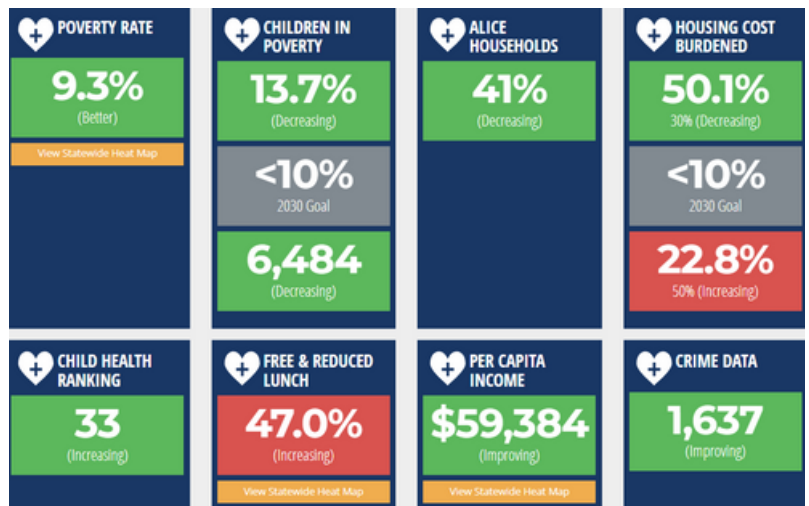 POVERTY RATE
9.3%
(Better)
View Statewide Heat Map
CHILDREN IN
POVERTY
13.7%
(Decreasing)
<10%
2030 Goal
6,484
(Decreasing)
ALICE
HOUSEHOLDS
41%
(Decreasing)
HOUSING COST
BURDENED
50.1%
30% (Decreasing)
<10%
2030 Goal
22.8%
50% (Increasing)
CHILD HEALTH
RANKING
33
(Increasing)
FREE & REDUCED
LUNCH
47.0%
(Increasing)
View Statewide Heat Map
PER CAPITA
INCOME
$59,384
(Improving)
View Statewide Heat Map
CRIME DATA
1,637
(Improving)